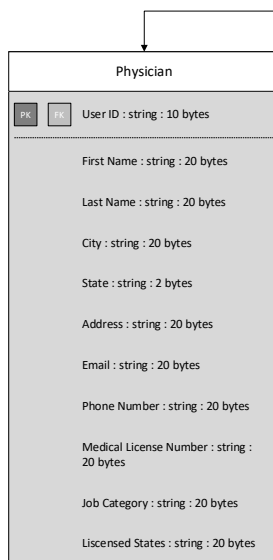 Physician
PK FK User ID : string : 10 bytes
First Name : string : 20 bytes
Last Name : string : 20 bytes
City : string : 20 bytes
State : string : 2 bytes
Address : string : 20 bytes
Email : string : 20 bytes
Phone Number : string : 20 bytes
Medical License Number : string :
20 bytes
Job Category : string : 20 bytes
Liscensed States : string : 20 bytes